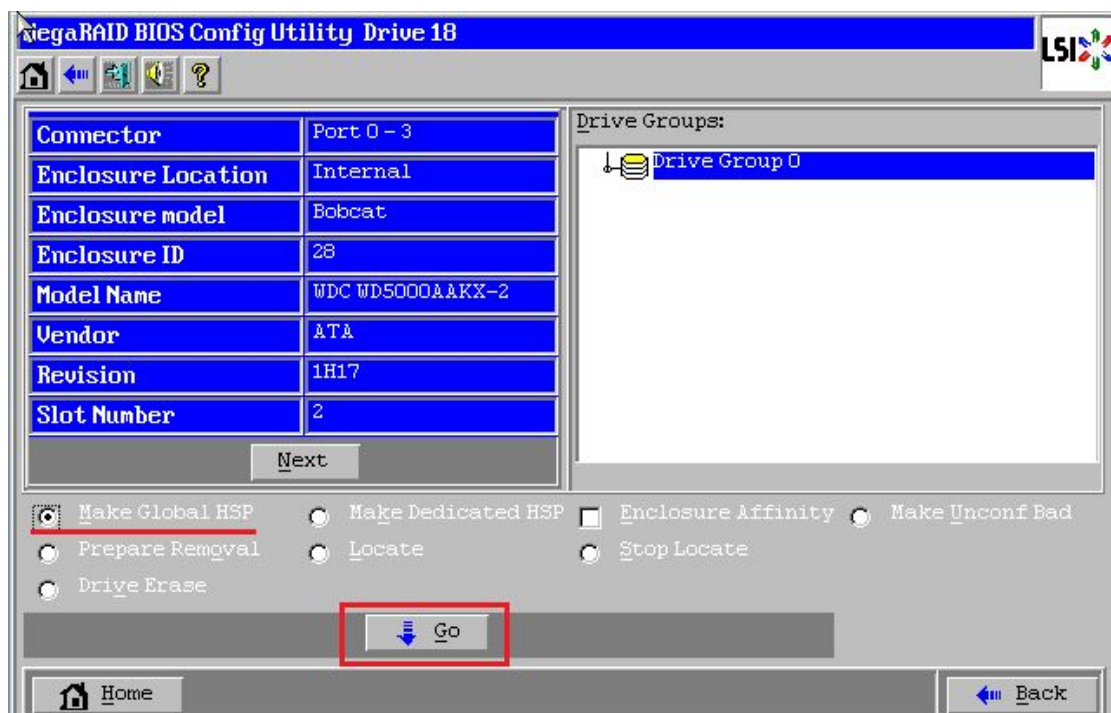 MegaRAID BIOS Config Utility Drive 18
LSI
Connector Port 0 - 3
Enclosure Location Internal
Enclosure model Bobcat
Enclosure ID 28
Model Name WDC WD5000AAKX-2
Vendor ATA
Revision 1H17
Slot Number 2
Next
Drive Groups:
Drive Group 0
Make Global HSP Make Dedicated HSP Enclosure Affinity Make Unconf Bad
Prepare Removal Locate Stop Locate
Drive Erase
Go
Home Back